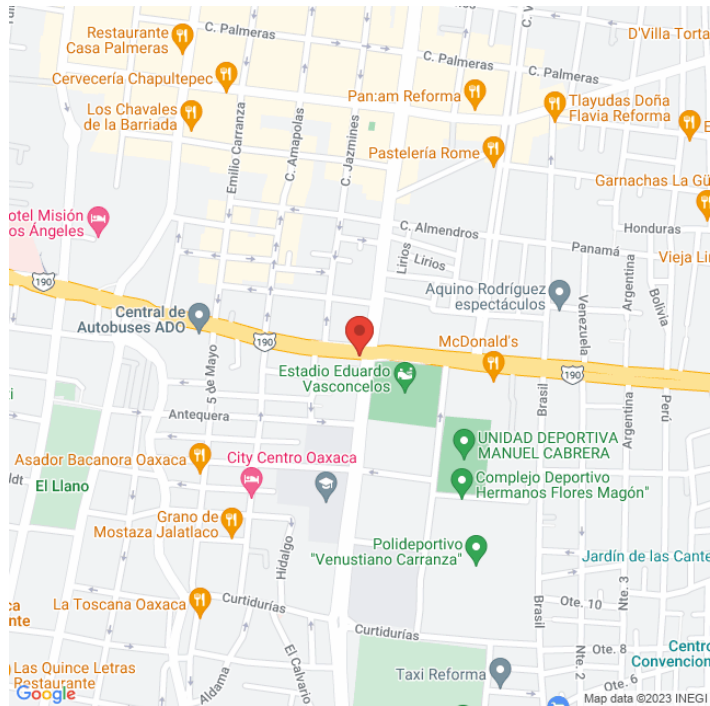 Restaurante
Casa Palmeras
C. Palmeras
C. Palmeras
C. Palmeras
D'Villa Torta
Cervecería Chapultepec
Pan:am Reforma
Tlayudas Doña
Flavia Reforma
Los Chavales
de la Barriada
Emilio Carranza
C. Amapolas
C. Jazmines
Pastelería Rome
Garnachas La Gü
otel Misión
os Ángeles
C. Almendros
Lirios
Lirios
Honduras
Panamá
Vieja Lin
Argentina
Bolivia
190
Central de
Autobuses ADO
Aquino Rodríguez
espectáculos
Venezuela
190
McDonald's
190
5 de Mayo
Estadio Eduardo
Vasconcelos
Antequera
Brasil
Argentina
Perú
UNIDAD DEPORTIVA
MANUEL CABRERA
Asador Bacanora Oaxaca
City Centro Oaxaca
ldt
El Llano
Complejo Deportivo
Hermanos Flores Magón"
Grano de
Mostaza Jalatlaco
Hidalgo
Polideportivo
"Venustiano Carranza"
Jardín de las Cante
La Toscana Oaxaca
Curtidurías
Curtidurías
Brasil
Ote. 10
Nte. 3
Nte. 2
Ote. 8
Ote. 6
Centro
Convencion
ca
nte
Las Quince Letras
Restaurante
Aldama
El Calvario
Taxi Reforma
Google
Map data ©2023 INEGI